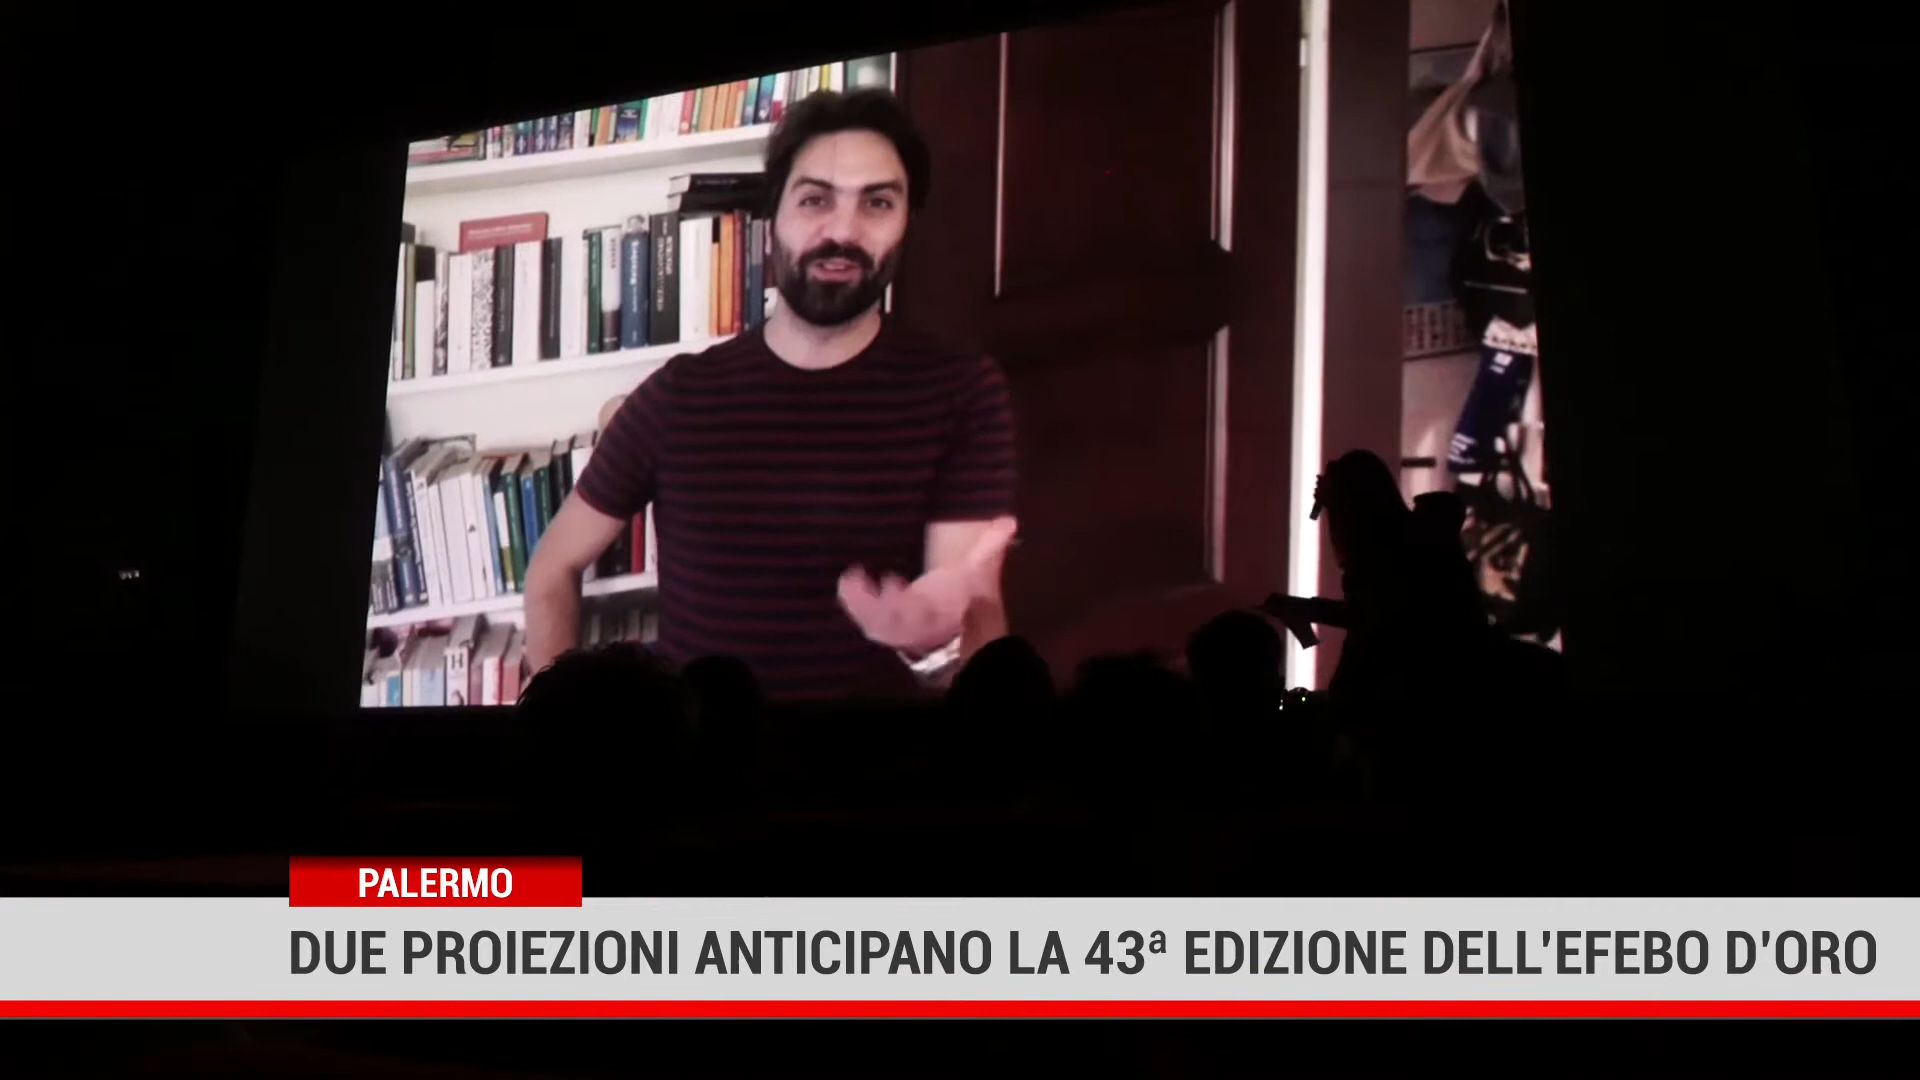 PALERMO
DUE PROIEZIONI ANTICIPANO LA 43ª EDIZIONE DELL'EFEBO D'ORO